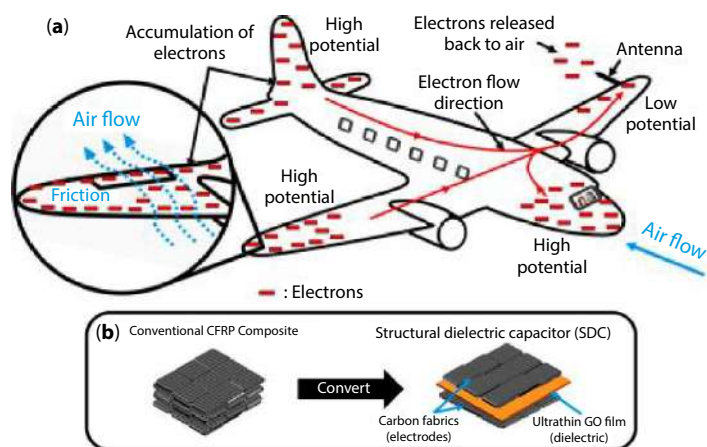 (a)
Accumulation of
electrons
High
potential
Electrons released
back to air
Antenna
Electron flow
direction
Low
potential
Air flow
Friction
High
potential
High
potential
Air flow
: Electrons
(b)
Conventional CFRP Composite
Structural dielectric capacitor (SDC)
Convert
Carbon fabrics
(electrodes)
Ultrathin GO film
(dielectric)